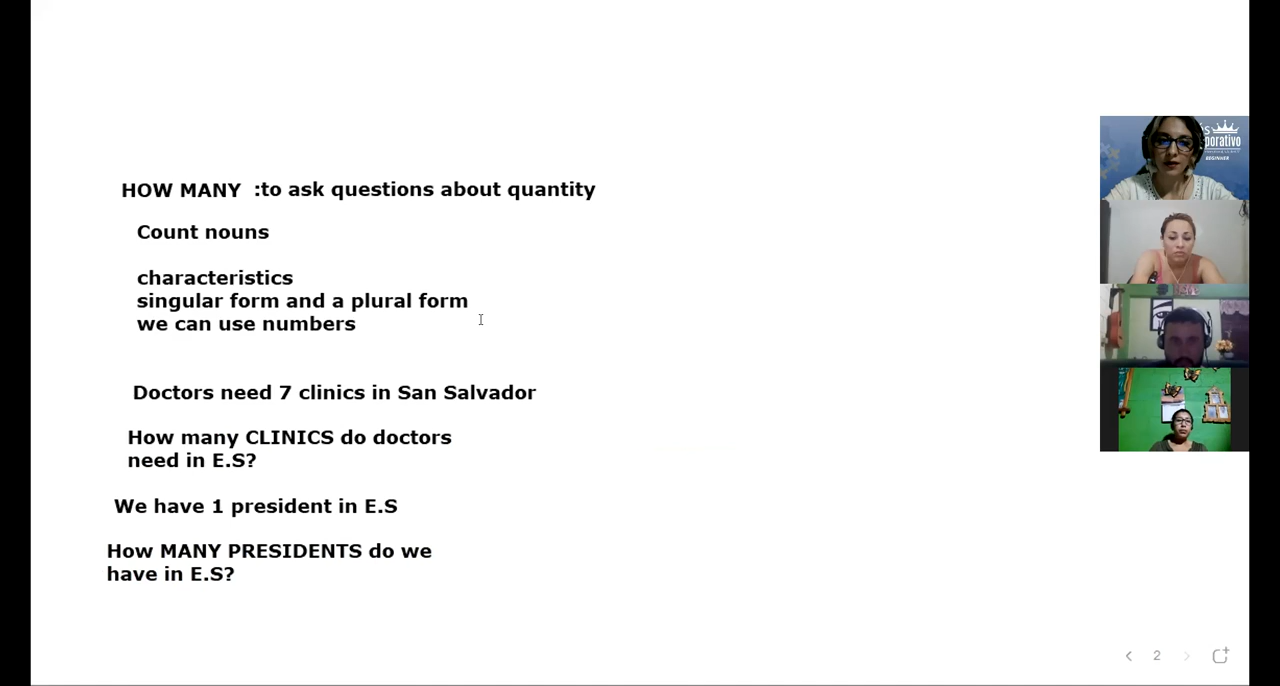 HOW MANY :to ask questions about quantity
Count nouns
characteristics
singular form and a plural form
we can use numbers
Doctors need 7 clinics in San Salvador
How many CLINICS do doctors
need in E.S?
We have 1 president in E.S
How MANY PRESIDENTS do we
have in E.S?
porativo
BEGINNER
2